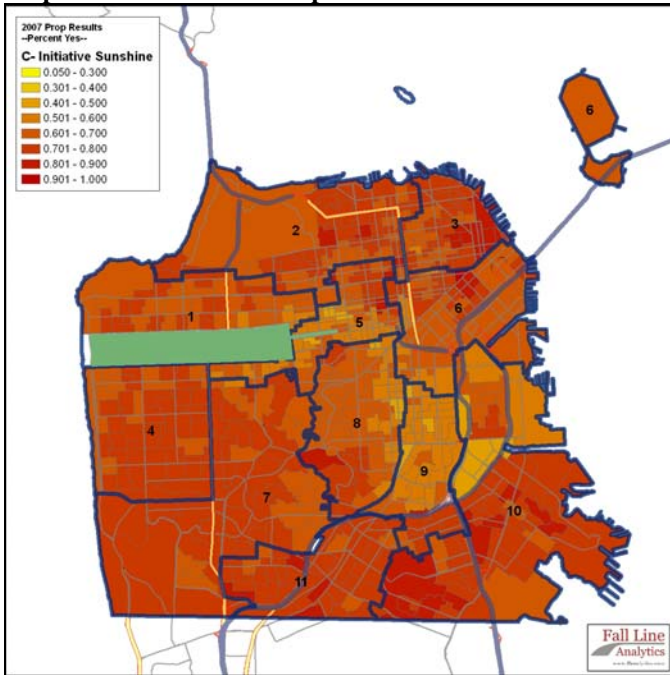 2007 Prop Results
--Percent Yes--
C- Initiative Sunshine
0.050 - 0.300
0.301 - 0.400
0.401 - 0.500
0.501 - 0.600
0.601 - 0.700
0.701 - 0.800
0.801 - 0.900
0.901 - 1.000
6
2
3
6
1
5
4
8
9
7
10
11
Fall Line
Analytics